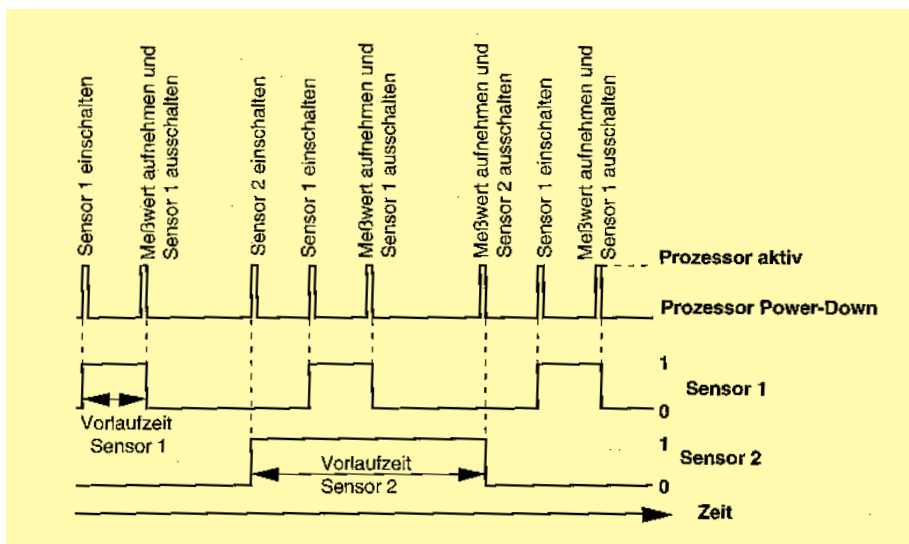 Sensor 1 einschalten
Meßwert aufnehmen und
Sensor 1 ausschalten
Sensor 2 einschalten
Sensor 1 einschalten
Meßwert aufnehmen und
Sensor 1 ausschalten
Meßwert aufnehmen und
Sensor 2 ausschalten
Sensor 1 einschalten
Meßwert aufnehmen und
Sensor 1 ausschalten
Prozessor aktiv
Prozessor Power-Down
1
Sensor 1
0
Vorlaufzeit
Sensor 1
1
Sensor 2
0
Vorlaufzeit
Sensor 2
Zeit